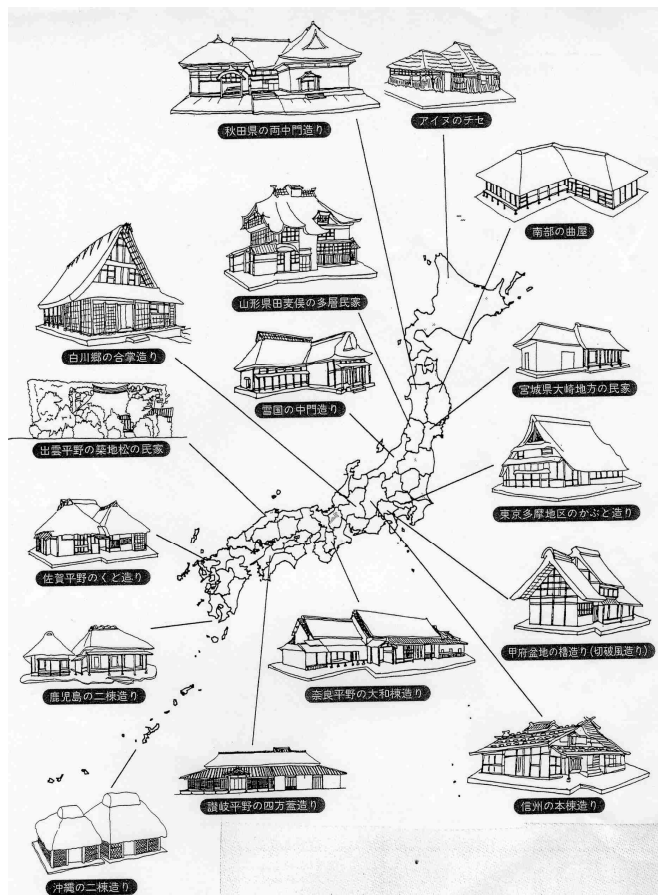 秋田県の両中門造り
アイヌのチセ
南部の曲屋
山形県田麦俣の多層民家
白川郷の合掌造り
雪国の中門造り
宮城県大崎地方の民家
出雲平野の築地松の民家
東京多摩地区のかぶと造り
佐賀平野のくど造り
甲府盆地の櫓造り(切破風造り)
鹿児島の二棟造り
奈良平野の大和棟造り
讃岐平野の四方蓋造り
信州の本棟造り
沖縄の二棟造り